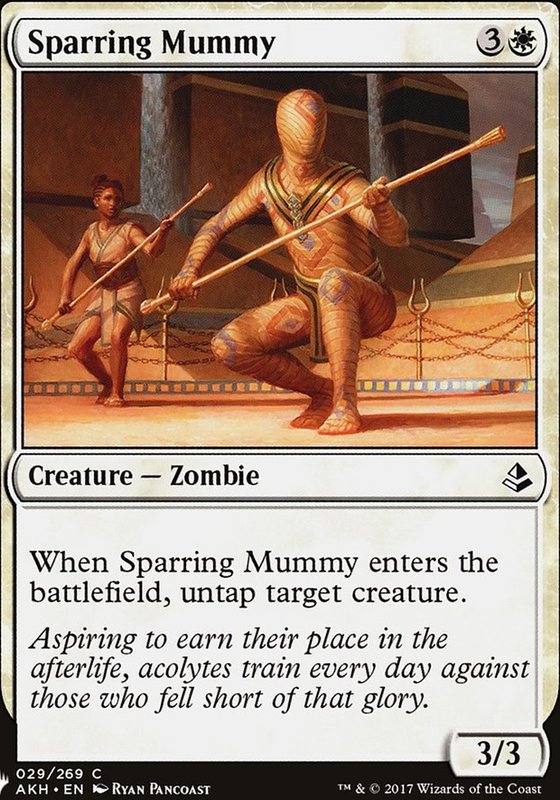 Sparring Mummy 3
Creature — Zombie
When Sparring Mummy enters the
battlefield, untap target creature.
Aspiring to earn their place in the
afterlife, acolytes train every day against
those who fell short of that glory.
3/3
029/269 C
AKH • EN Ryan Pancoast
™ & © 2017 Wizards of the Coast